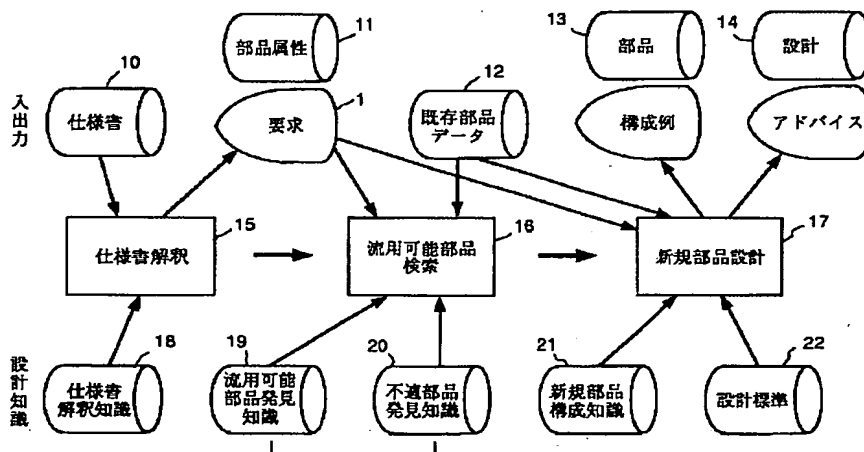 11
13
14
部品属性
部品
設計
10
12
1
入出力
仕様書
要求
既存部品
データ
構成例
アドバイス
15
16
17
仕様書解釈
流用可能部品
検索
新規部品設計
18
19
20
21
22
設計知識
仕様書
解釈知識
流用可能
部品発見
知識
不適部品
発見知識
新規部品
構成知識
設計標準